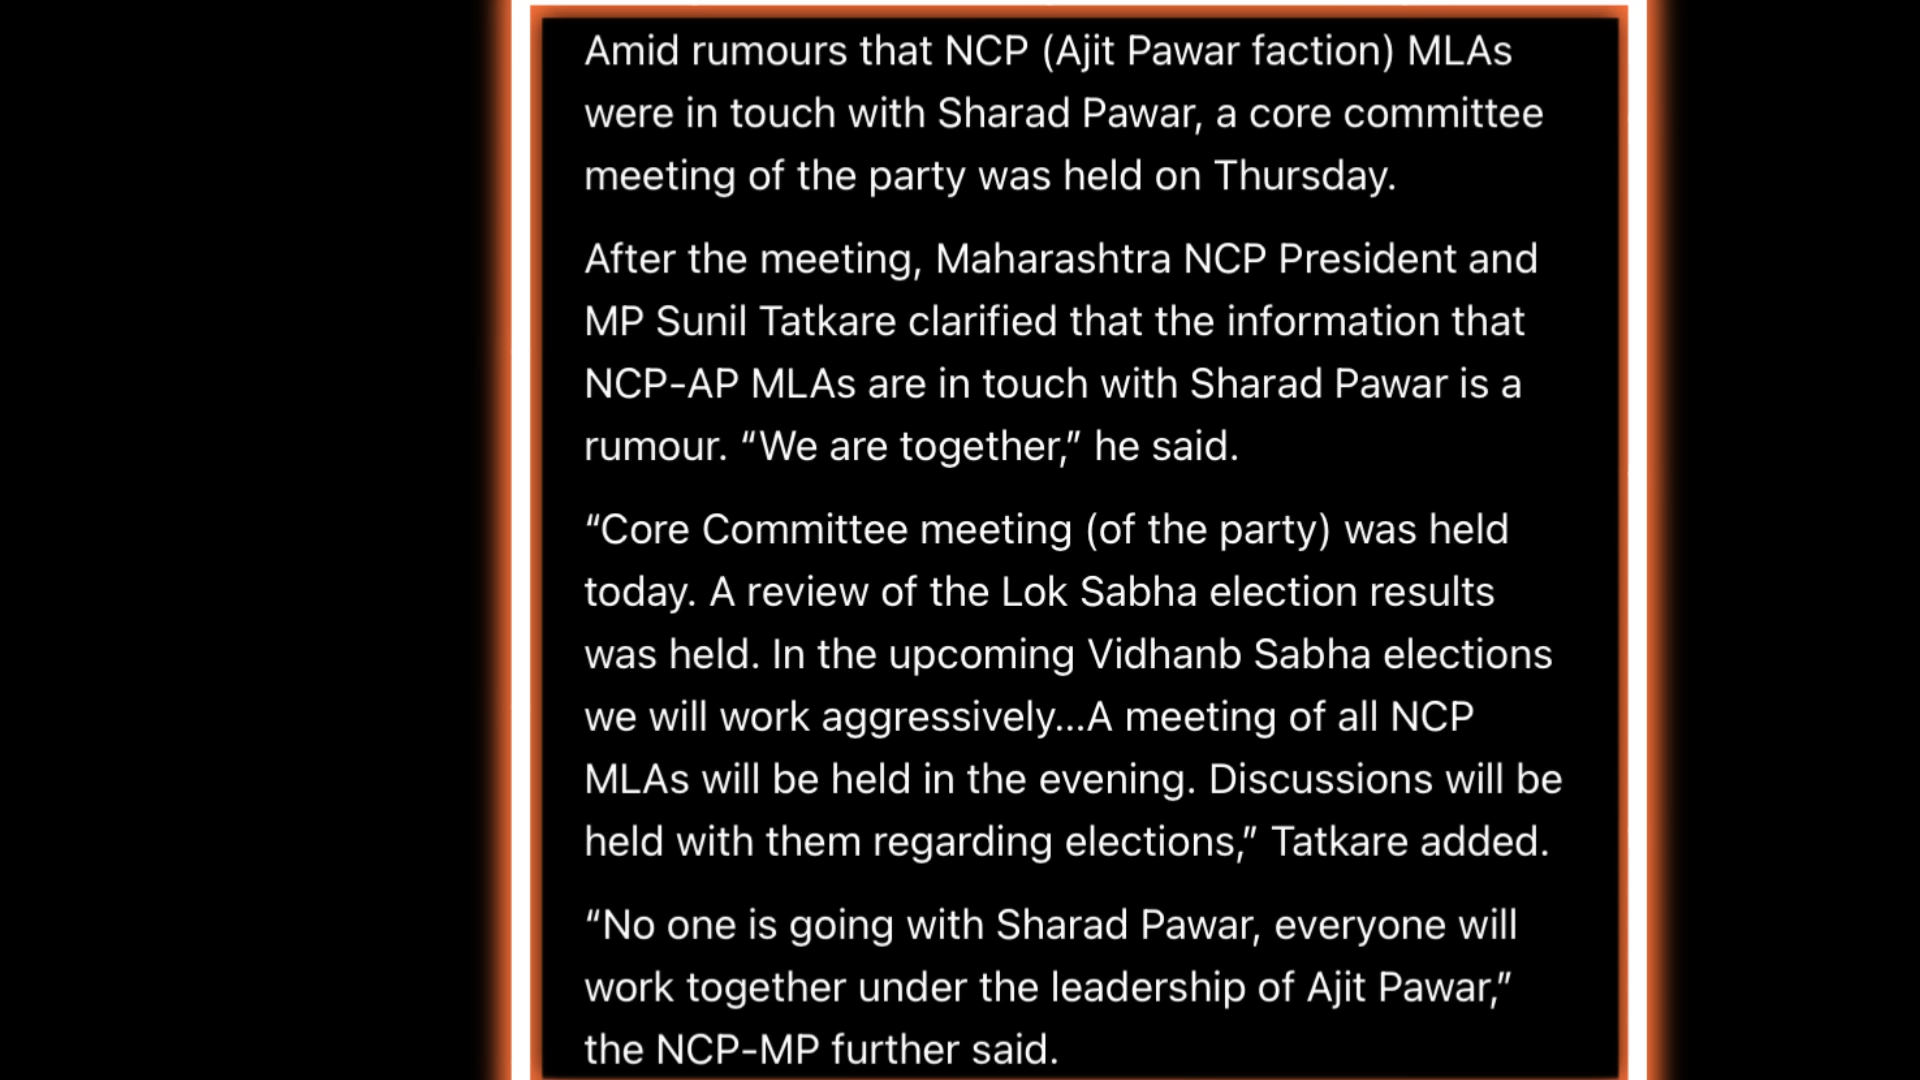 Amid rumours that NCP (Ajit Pawar faction) MLAs
were in touch with Sharad Pawar, a core committee
meeting of the party was held on Thursday.
After the meeting, Maharashtra NCP President and
MP Sunil Tatkare clarified that the information that
NCP-AP MLAs are in touch with Sharad Pawar is a
rumour. “We are together,” he said.
“Core Committee meeting (of the party) was held
today. A review of the Lok Sabha election results
was held. In the upcoming Vidhanb Sabha elections
we will work aggressively...A meeting of all NCP
MLAs will be held in the evening. Discussions will be
held with them regarding elections,” Tatkare added.
“No one is going with Sharad Pawar, everyone will
work together under the leadership of Ajit Pawar,”
the NCP-MP further said.